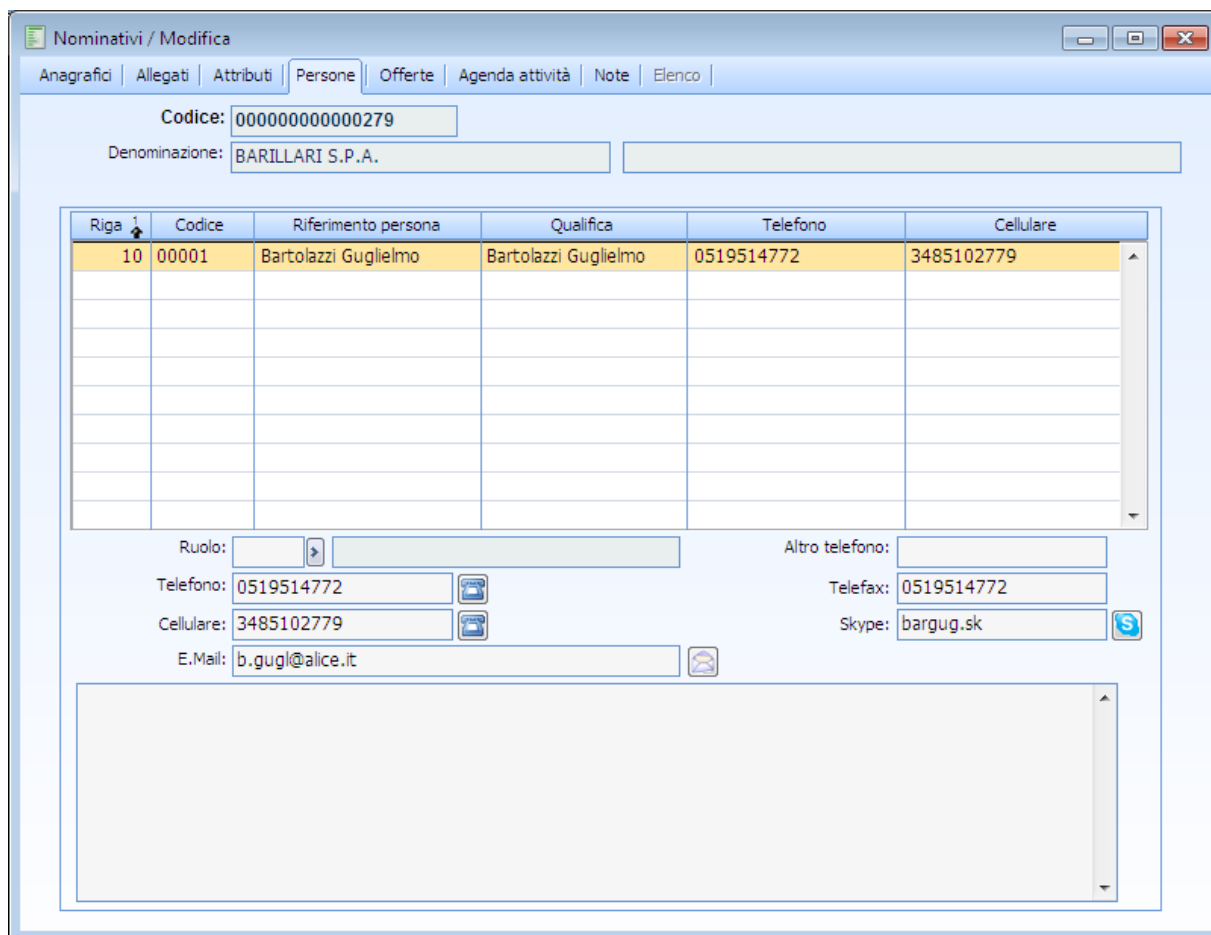 Nominativi / Modifica
Anagrafici Allegati Attributi Persone Offerte Agenda attività Note Elenco
Codice: 000000000000279
Denominazione: BARILLARI S.P.A.
Riga 1 Codice Riferimento persona Qualifica Telefono Cellulare
10 00001 Bartolazzi Guglielmo Bartolazzi Guglielmo 0519514772 3485102779
Ruolo: Altro telefono:
Telefono: 0519514772 Telefax: 0519514772
Cellulare: 3485102779 Skype: bargug.sk
E.Mail: b.gugl@alice.it